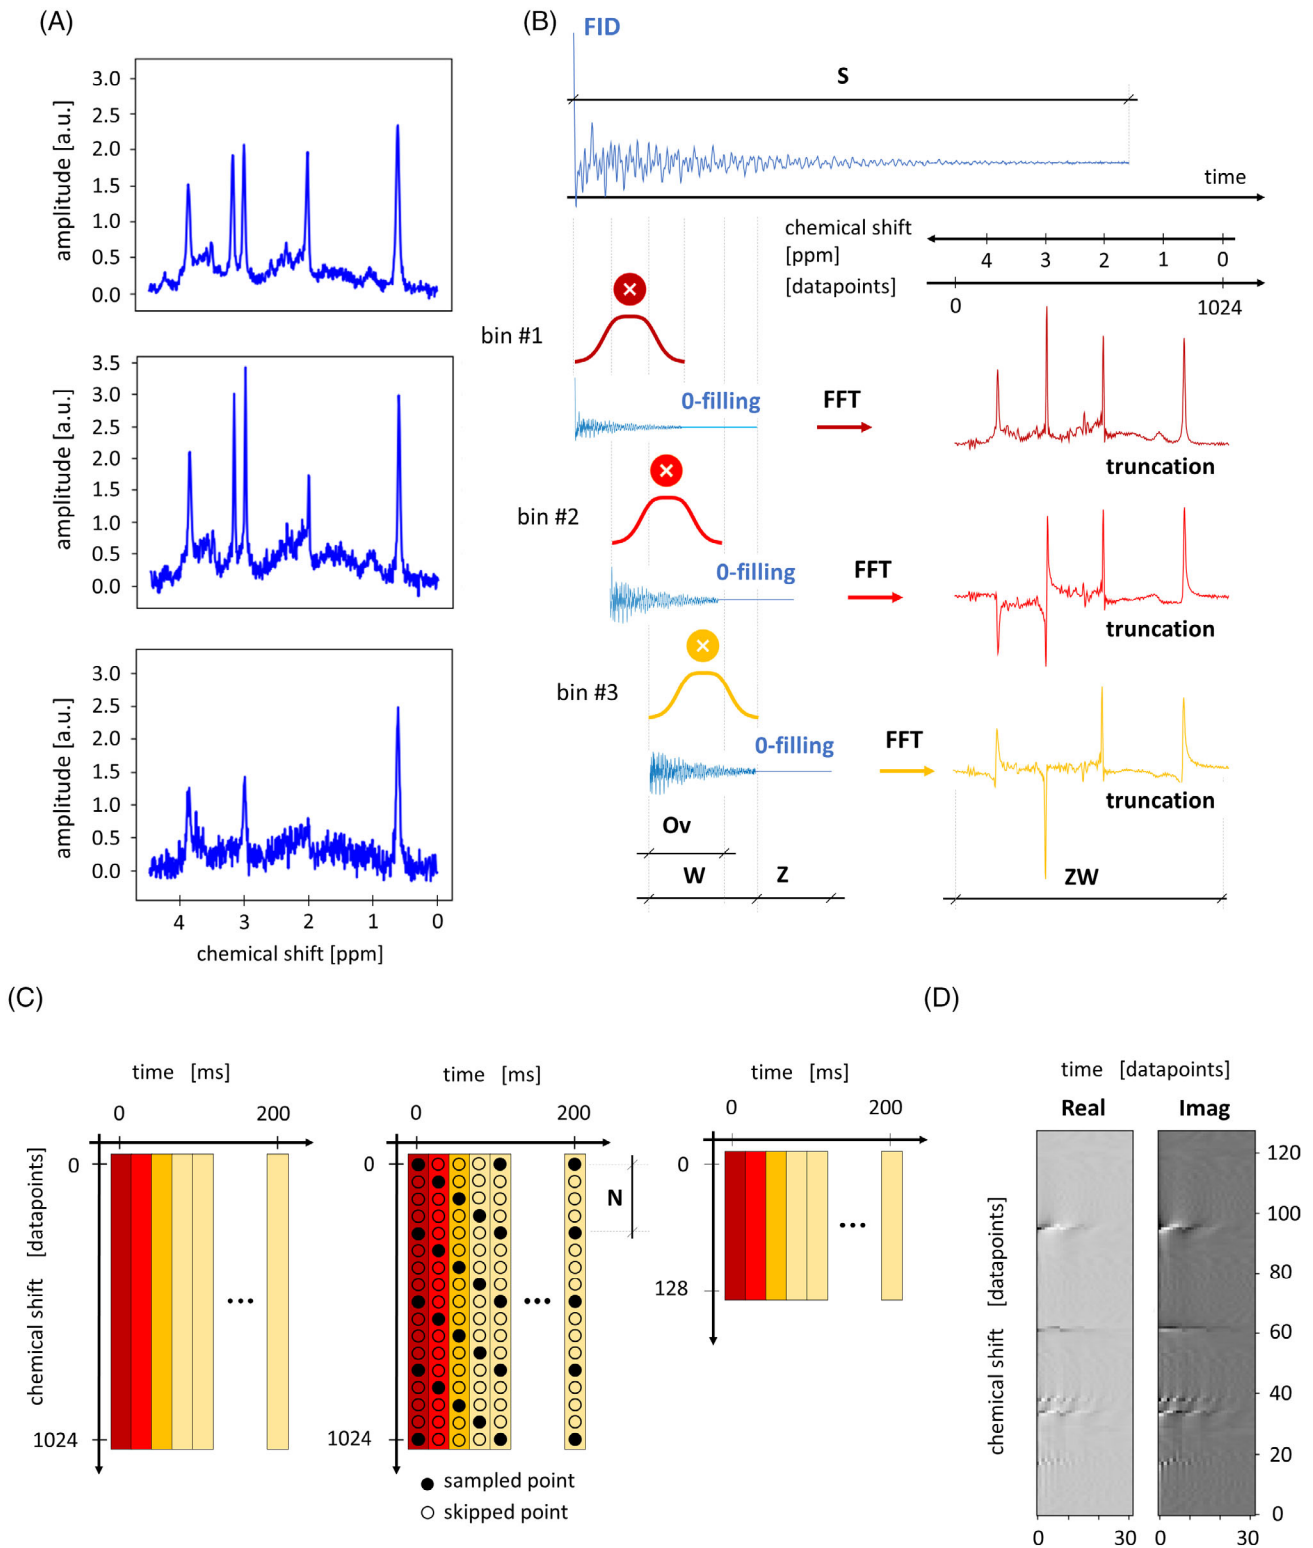 (A)
amplitude [a.u.]
3.0
2.5
2.0
1.5
1.0
0.5
0.0
amplitude [a.u.]
3.5
3.0
2.5
2.0
1.5
1.0
0.5
0.0
amplitude [a.u.]
3.0
2.5
2.0
1.5
1.0
0.5
0.0
4 3 2 1 0
chemical shift [ppm]
(B)
FID
S
time
chemical shift
[ppm]
4 3 2 1 0
[datapoints]
0 1024
bin #1
0-filling
FFT
truncation
bin #2
0-filling
FFT
truncation
bin #3
0-filling
FFT
truncation
Ov
W Z
ZW
(C)
time [ms]
0 200
chemical shift [datapoints]
0
1024
time [ms]
0 200
0
1024
N
sampled point
skipped point
time [ms]
0 200
0
128
(D)
time [datapoints]
Real Imag
chemical shift [datapoints]
120
100
80
60
40
20
0
0 30 0 30